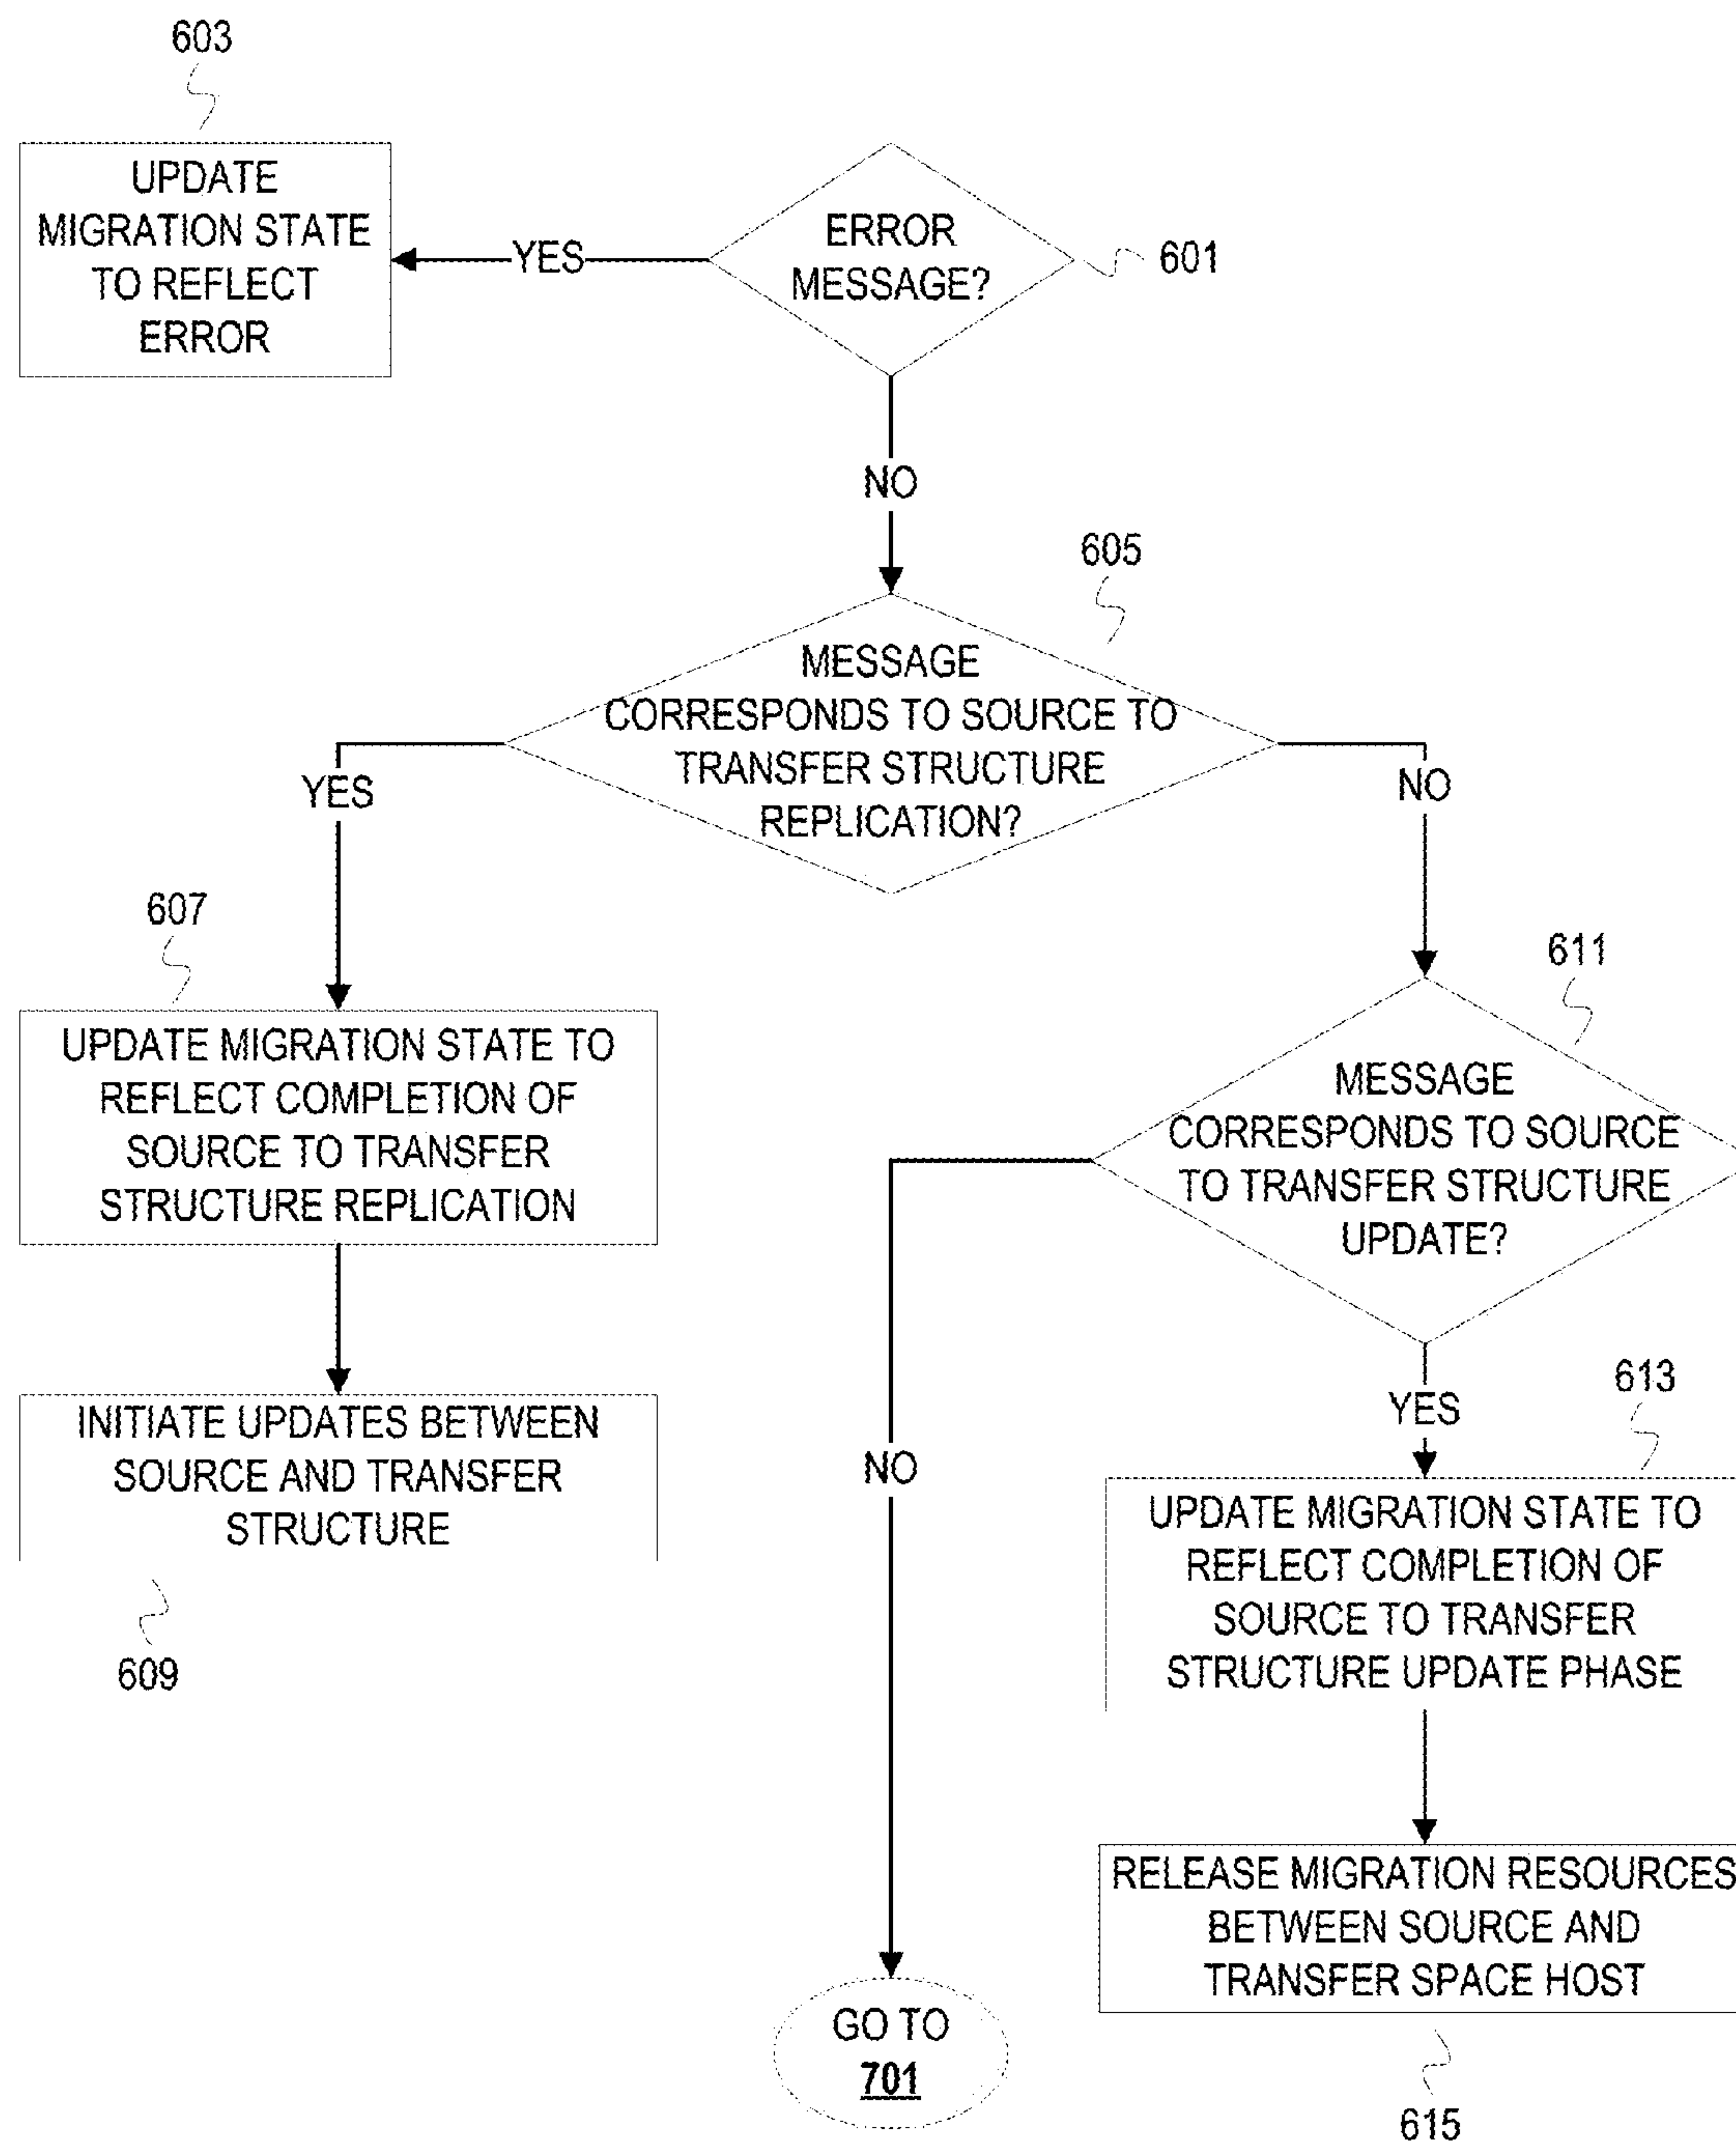 603
UPDATE
MIGRATION STATE
TO REFLECT
ERROR
YES
ERROR
MESSAGE?
601
NO
605
MESSAGE
CORRESPONDS TO SOURCE TO
TRANSFER STRUCTURE
REPLICATION?
YES
NO
607
UPDATE MIGRATION STATE TO
REFLECT COMPLETION OF
SOURCE TO TRANSFER
STRUCTURE REPLICATION
611
MESSAGE
CORRESPONDS TO SOURCE
TO TRANSFER STRUCTURE
UPDATE?
INITIATE UPDATES BETWEEN
SOURCE AND TRANSFER
STRUCTURE
609
NO
YES
613
UPDATE MIGRATION STATE TO
REFLECT COMPLETION OF
SOURCE TO TRANSFER
STRUCTURE UPDATE PHASE
RELEASE MIGRATION RESOURCES
BETWEEN SOURCE AND
TRANSFER SPACE HOST
615
GO TO
701